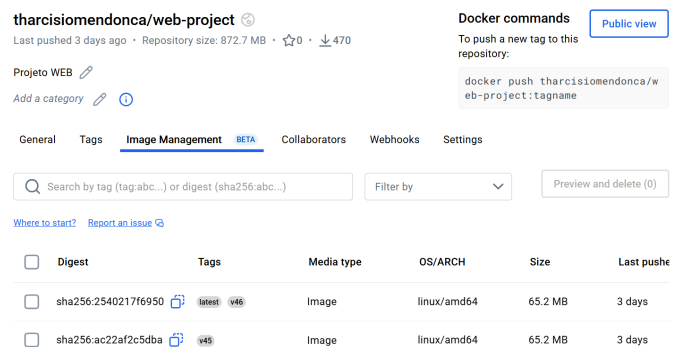 tharcisiomendonca/web-project
Last pushed 3 days ago • Repository size: 872.7 MB • 0 • 470
Projeto WEB
Add a category
Docker commands
To push a new tag to this
repository:
Public view
docker push tharcisiomendonca/w
eb-project:tagname
General Tags Image Management BETA Collaborators Webhooks Settings
Search by tag (tag:abc...) or digest (sha256:abc...)
Filter by
Preview and delete (0)
Where to start? Report an issue
Digest Tags Media type OS/ARCH Size Last pushe
sha256:2540217f6950 latest v46 Image linux/amd64 65.2 MB 3 days
sha256:ac22af2c5dba v45 Image linux/amd64 65.2 MB 3 days